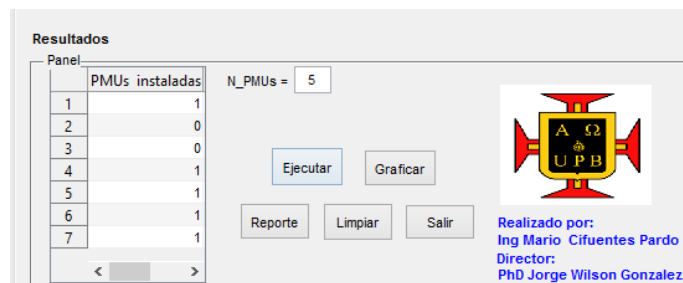 Resultados
Panel
PMUs instaladas
1 1
2 0
3 0
4 1
5 1
6 1
7 1
N_PMUs = 5
Ejecutar Graficar
Reporte Limpiar Salir
Α Ω
U P B
Realizado por:
Ing Mario Cifuentes Pardo
Director:
PhD Jorge Wilson Gonzalez